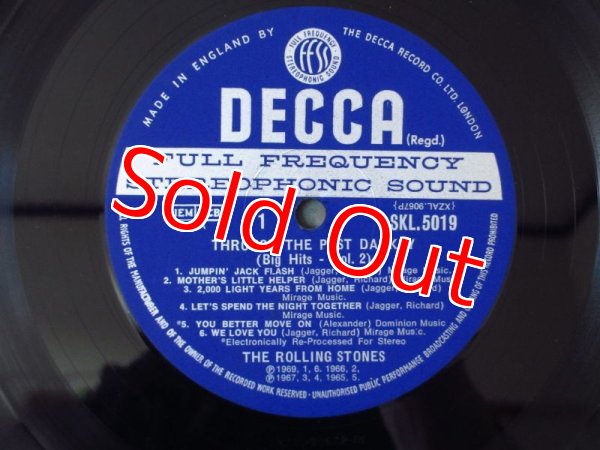 MADE IN ENGLAND BY
THE DECCA RECORD CO. LTD. LONDON
FULL FREQUENCY
FFSS
STEREOPHONIC SOUND
DECCA
(Regd.)
FULL FREQUENCY
STEREOPHONIC SOUND
Sold Out
1
{XZAL.9067P}
SKL.5019
THE
(Big Hits - Vol. 2)
1. JUMPIN' JACK FLASH (Jagger, Mirage Music.
2. MOTHER'S LITTLE HELPER (Jagger, Richard) Music.
3. 2,000 LIGHT YEARS FROM HOME (Jagger,
Mirage Music.
4. LET'S SPEND THE NIGHT TOGETHER (Jagger, Richard)
Mirage Music.
*5. YOU BETTER MOVE ON (Alexander) Dominion Music
6. WE LOVE YOU (Jagger, Richard) Mirage Music.
*Electronically Re-Processed For Stereo
THE ROLLING STONES
℗1969, 1, 6. 1966, 2,
℗1967, 3, 4, 1965, 5.
ALL RIGHTS OF THE MANUFACTURER AND OF THE OWNER OF THE RECORDED WORK RESERVED - UNAUTHORISED PUBLIC PERFORMANCE BROADCASTING AND COPYING OF THIS RECORD PROHIBITED